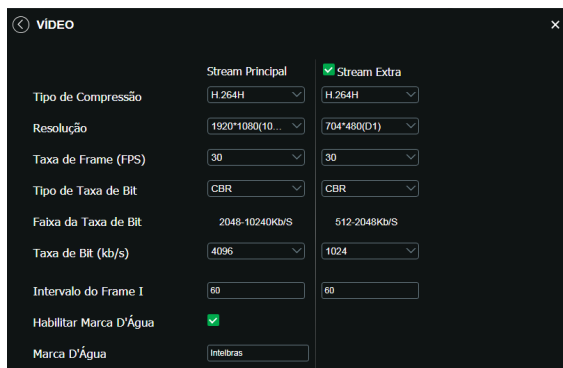 VÍDEO
Stream Principal Stream Extra
Tipo de Compressão H.264H H.264H
Resolução 1920*1080(10... 704*480(D1)
Taxa de Frame (FPS) 30 30
Tipo de Taxa de Bit CBR CBR
Faixa da Taxa de Bit 2048-10240Kb/S 512-2048Kb/S
Taxa de Bit (kb/s) 4096 1024
Intervalo do Frame I 60 60
Habilitar Marca D'Água
Marca D'Água Intelbras